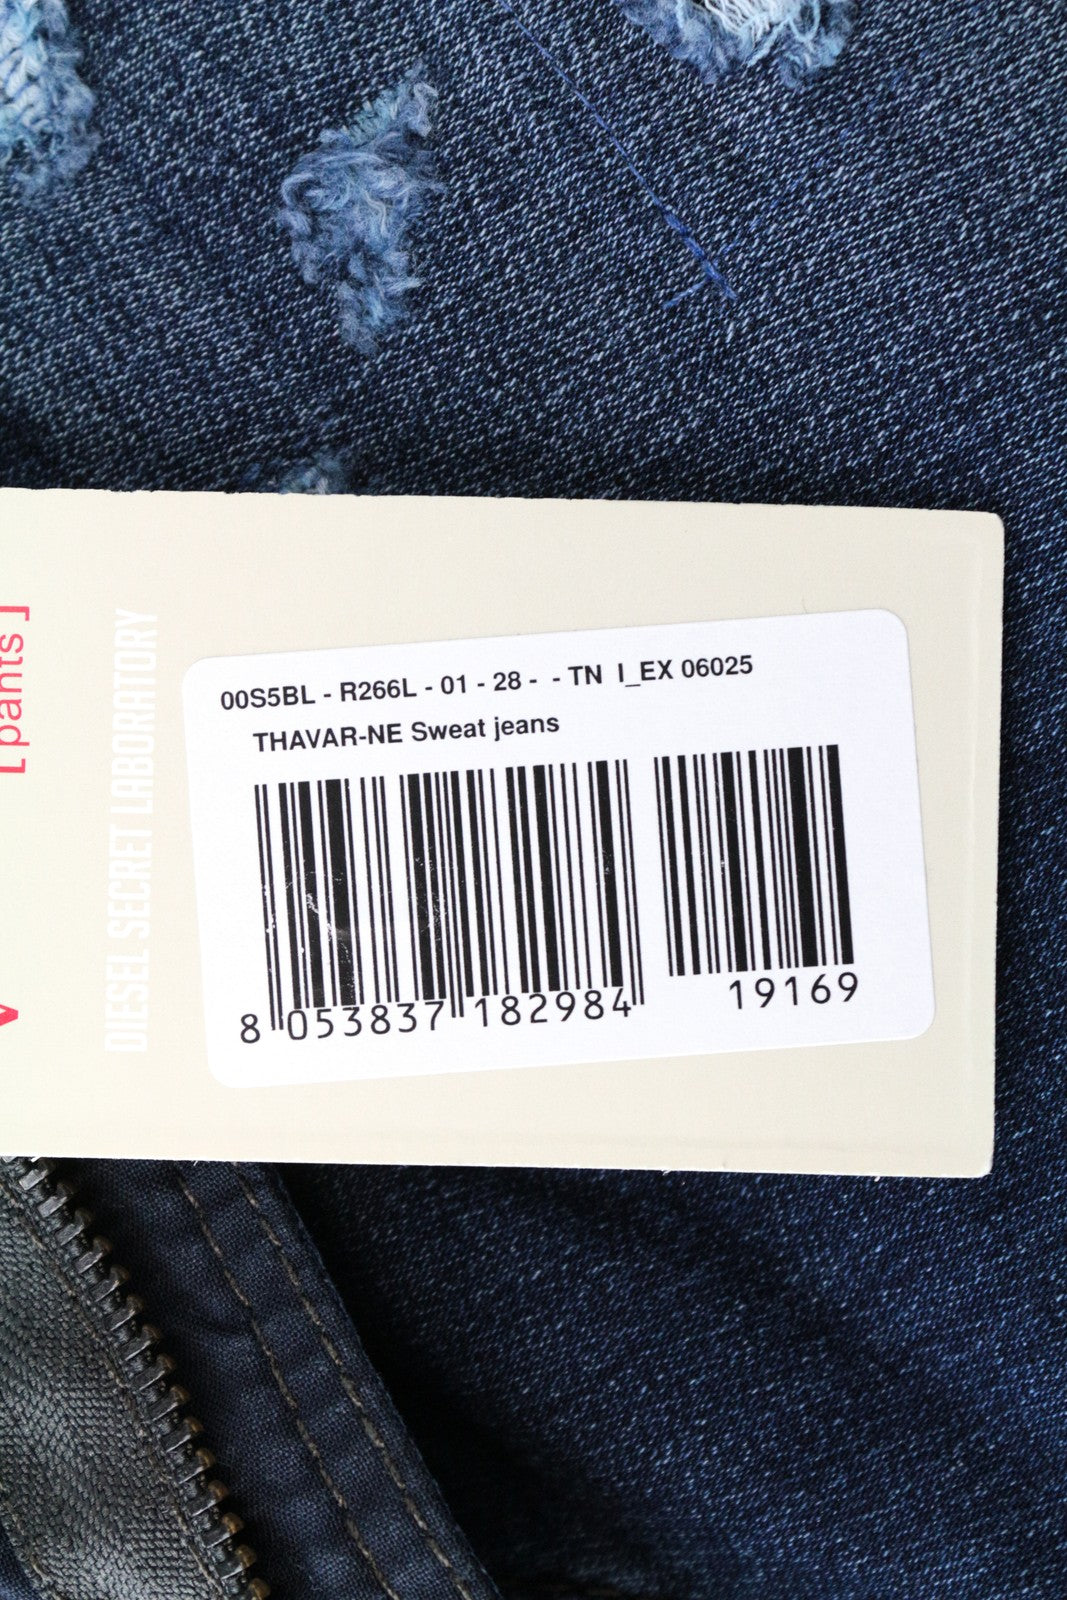 [pants]
DIESEL SECRET LABORATORY
00S5BL - R266L - 01 - 28 - - TN I_EX 06025
THAVAR-NE Sweat jeans
8 053837 182984
19169